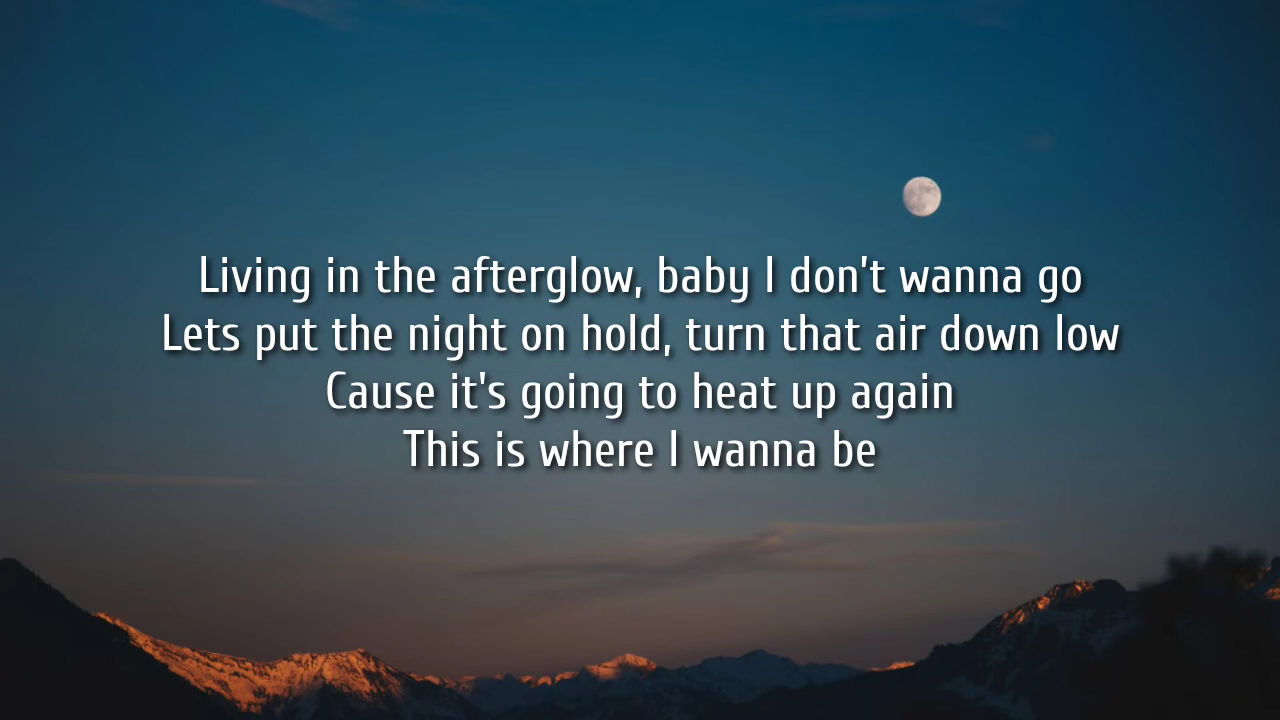 Living in the afterglow, baby I don't wanna go
Lets put the night on hold, turn that air down low
Cause it's going to heat up again
This is where I wanna be